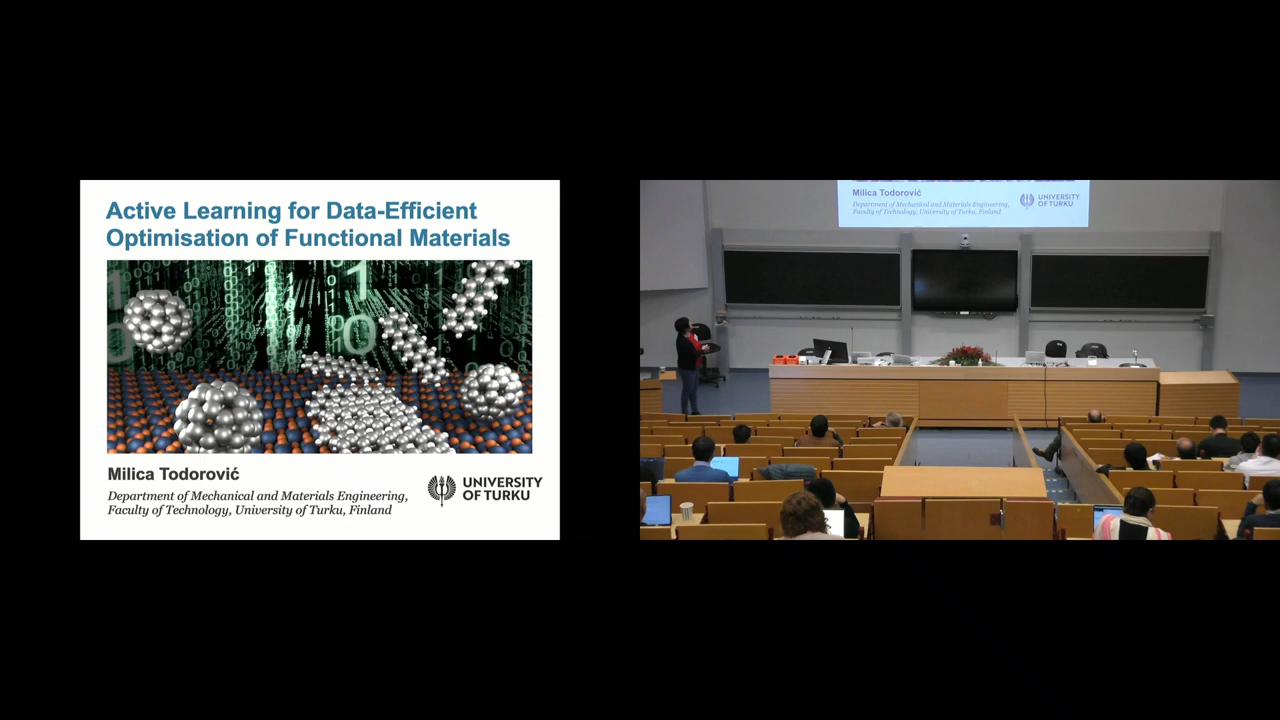 Active Learning for Data-Efficient
Optimisation of Functional Materials
Milica Todorović
Department of Mechanical and Materials Engineering,
Faculty of Technology, University of Turku, Finland
UNIVERSITY
OF TURKU
Milica Todorović
Department of Mechanical and Materials Engineering,
Faculty of Technology, University of Turku, Finland
UNIVERSITY
OF TURKU